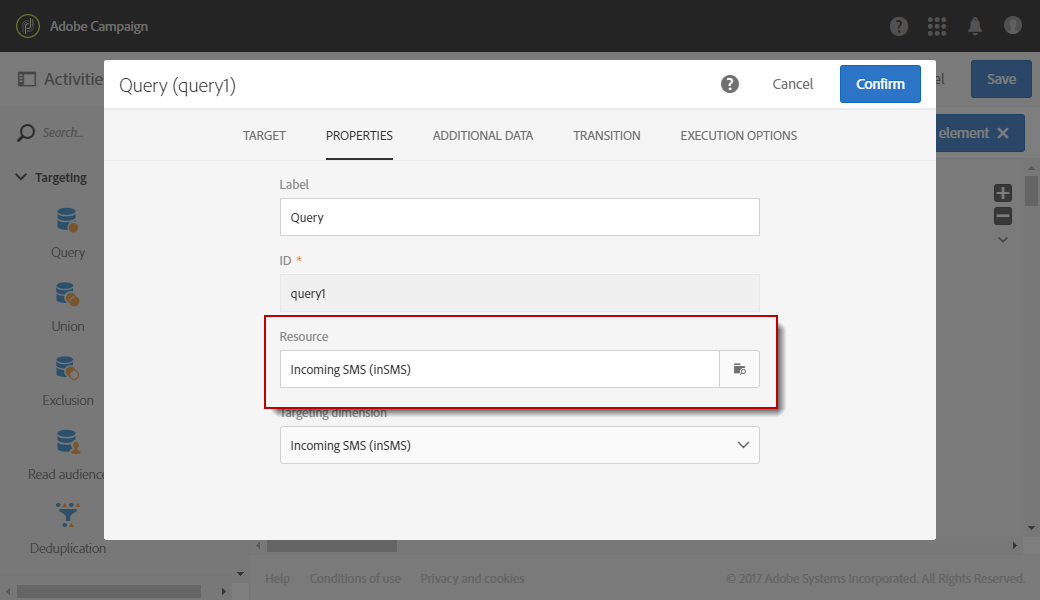 Adobe Campaign
?
Activitie
el
Save
Query (query1)
?
Cancel
Confirm
Search...
TARGET
PROPERTIES
ADDITIONAL DATA
TRANSITION
EXECUTION OPTIONS
element
Targeting
Label
Query
Query
ID *
query1
Union
Resource
Incoming SMS (inSMS)
Exclusion
Targeting dimension
Incoming SMS (inSMS)
Read audience
Deduplication
Help
Conditions of use
Privacy and cookies
© 2017 Adobe Systems Incorporated. All Rights Reserved.